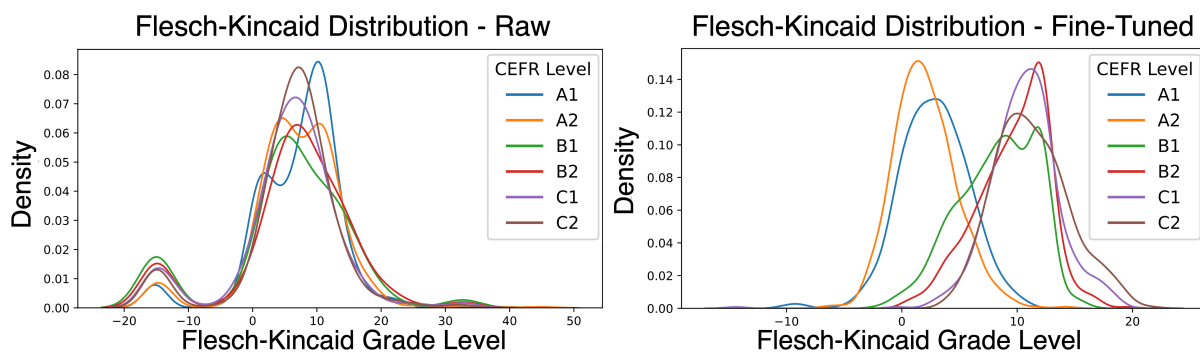 Flesch-Kincaid Distribution - Raw
0.08
0.07
0.06
0.05
0.04
0.03
0.02
0.01
0.00
Density
CEFR Level
A1
A2
B1
B2
C1
C2
−20 −10 0 10 20 30 40 50
Flesch-Kincaid Grade Level
Flesch-Kincaid Distribution - Fine-Tuned
0.14
0.12
0.10
0.08
0.06
0.04
0.02
0.00
Density
CEFR Level
A1
A2
B1
B2
C1
C2
−10 0 10 20
Flesch-Kincaid Grade Level